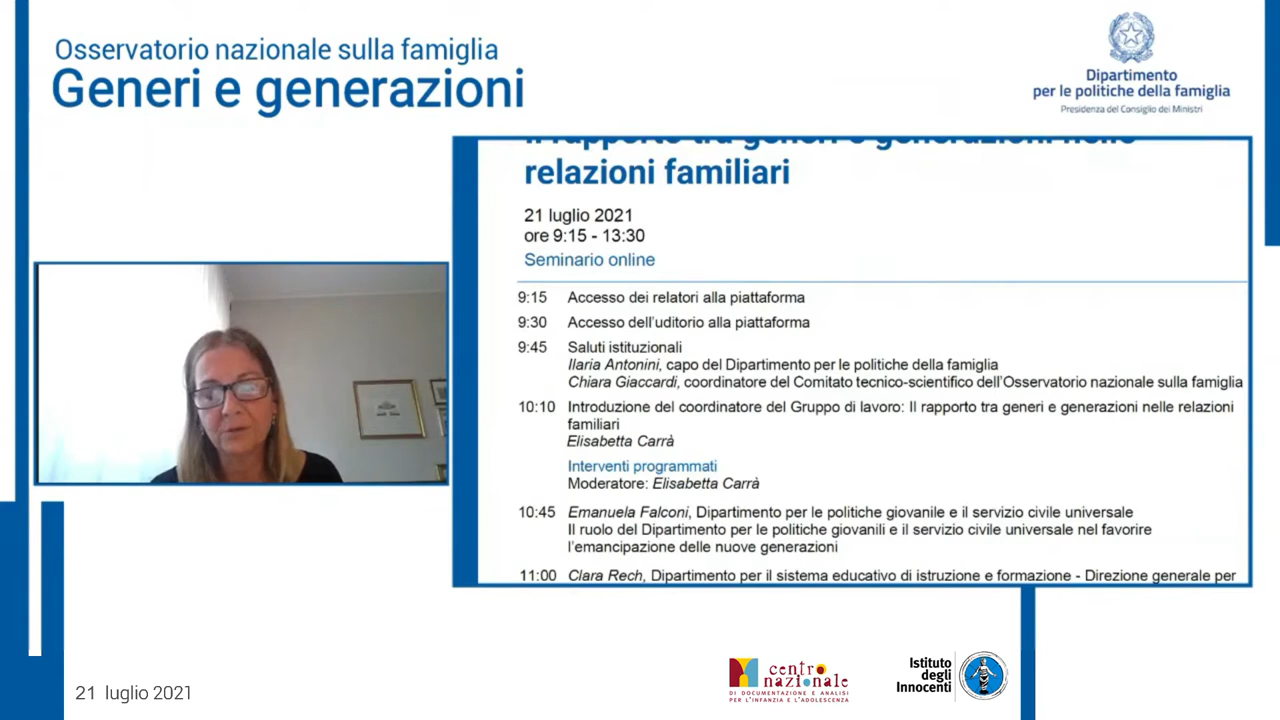 Osservatorio nazionale sulla famiglia
Generi e generazioni
Dipartimento
per le politiche della famiglia
Presidenza del Consiglio dei Ministri
Il rapporto tra generi e generazioni nelle
relazioni familiari
21 luglio 2021
ore 9:15 - 13:30
Seminario online
9:15 Accesso dei relatori alla piattaforma
9:30 Accesso dell'uditorio alla piattaforma
9:45 Saluti istituzionali
Ilaria Antonini, capo del Dipartimento per le politiche della famiglia
Chiara Giaccardi, coordinatore del Comitato tecnico-scientifico dell'Osservatorio nazionale sulla famiglia
10:10 Introduzione del coordinatore del Gruppo di lavoro: Il rapporto tra generi e generazioni nelle relazioni
familiari
Elisabetta Carrà
Interventi programmati
Moderatore: Elisabetta Carrà
10:45 Emanuela Falconi, Dipartimento per le politiche giovanile e il servizio civile universale
Il ruolo del Dipartimento per le politiche giovanili e il servizio civile universale nel favorire
l'emancipazione delle nuove generazioni
11:00 Clara Rech, Dipartimento per il sistema educativo di istruzione e formazione - Direzione generale per
21 luglio 2021
centro
nazionale
DI DOCUMENTAZIONE E ANALISI
PER L'INFANZIA E L'ADOLESCENZA
Istituto
degli
Innocenti